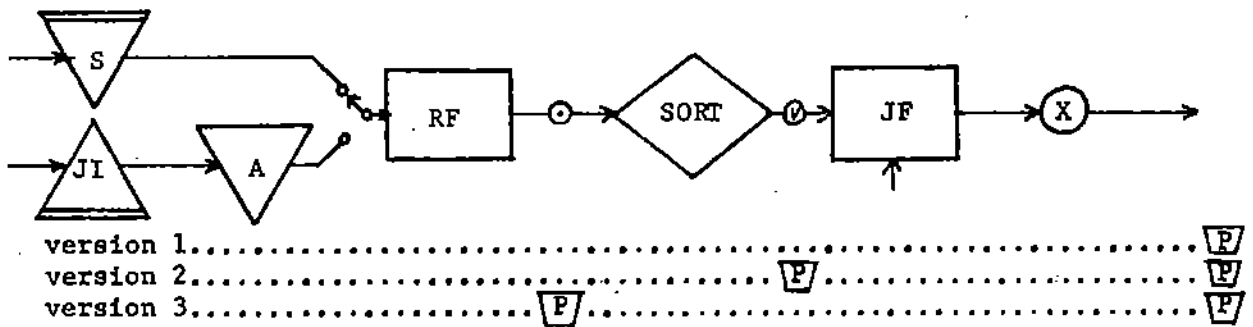 S
RF
SORT
JF
X
JI
A
version 1 P
version 2 P P
version 3 P P